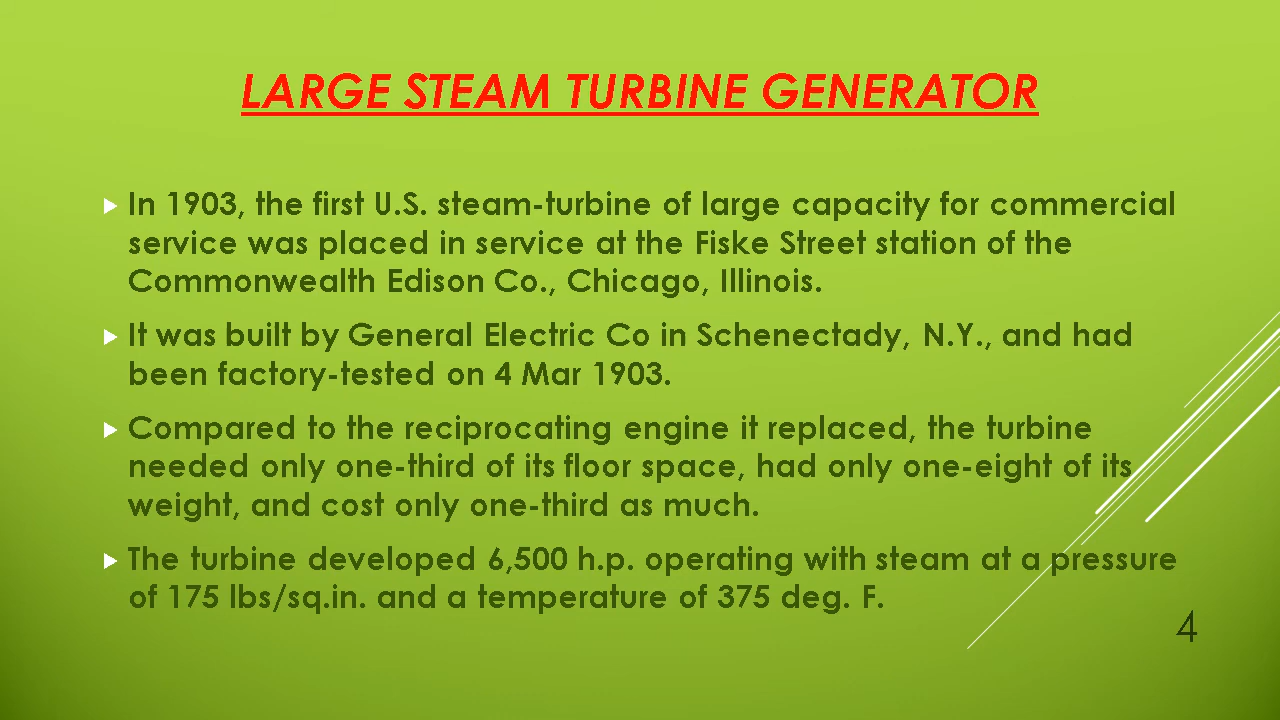 LARGE STEAM TURBINE GENERATOR
In 1903, the first U.S. steam-turbine of large capacity for commercial
service was placed in service at the Fiske Street station of the
Commonwealth Edison Co., Chicago, Illinois.
It was built by General Electric Co in Schenectady, N.Y., and had
been factory-tested on 4 Mar 1903.
Compared to the reciprocating engine it replaced, the turbine
needed only one-third of its floor space, had only one-eight of its
weight, and cost only one-third as much.
The turbine developed 6,500 h.p. operating with steam at a pressure
of 175 lbs/sq.in. and a temperature of 375 deg. F.
4